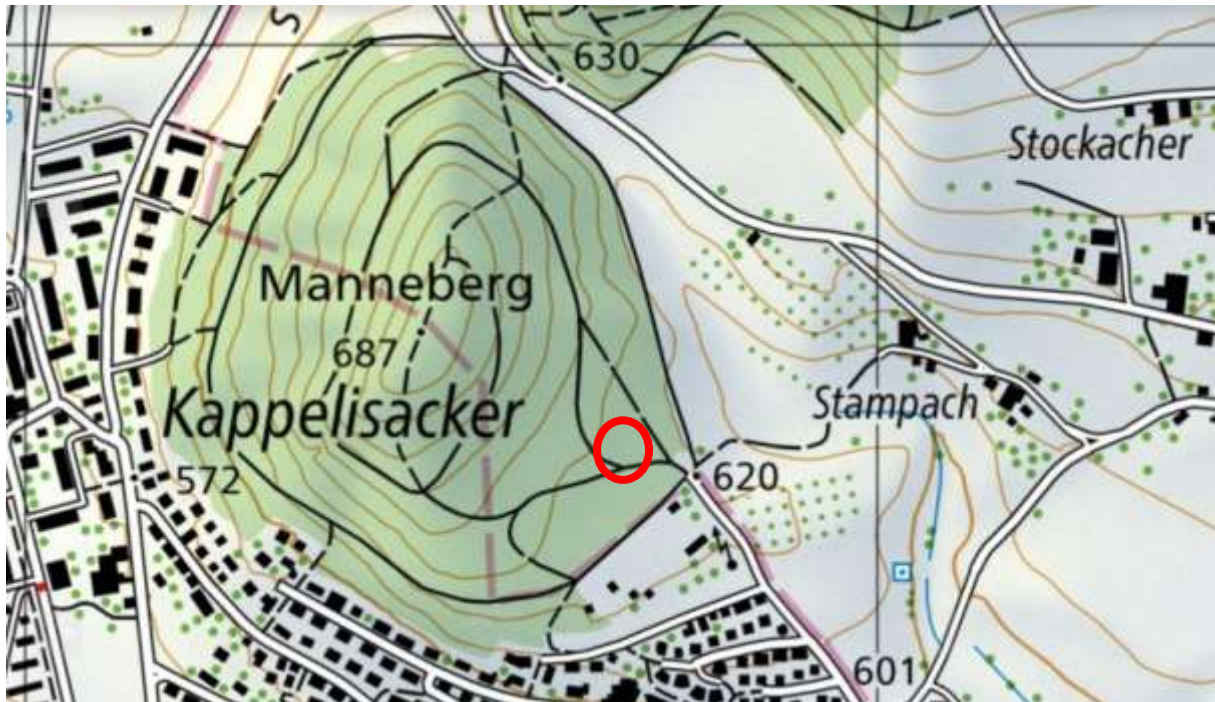 S
630
Stockacher
Manneberg
687
Kappelisacker
Stampach
572
620
601